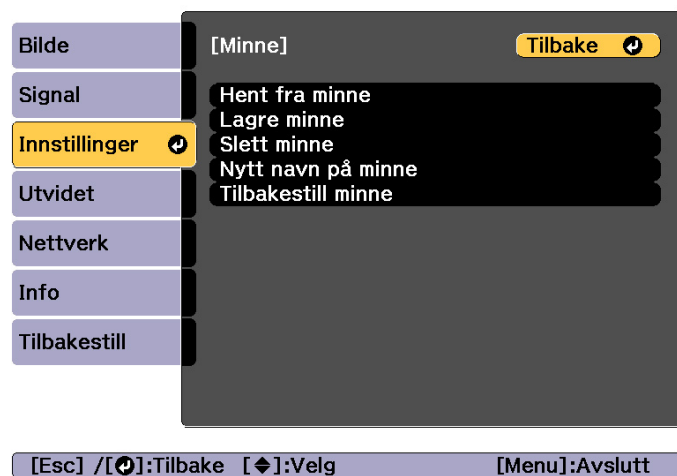 Bilde
Signal
Innstillinger
Utvidet
Nettverk
Info
Tilbakestill
[Minne]
Tilbake
Hent fra minne
Lagre minne
Slett minne
Nytt navn på minne
Tilbakestill minne
[Esc] /[↵]:Tilbake [◆]:Velg [Menu]:Avslutt